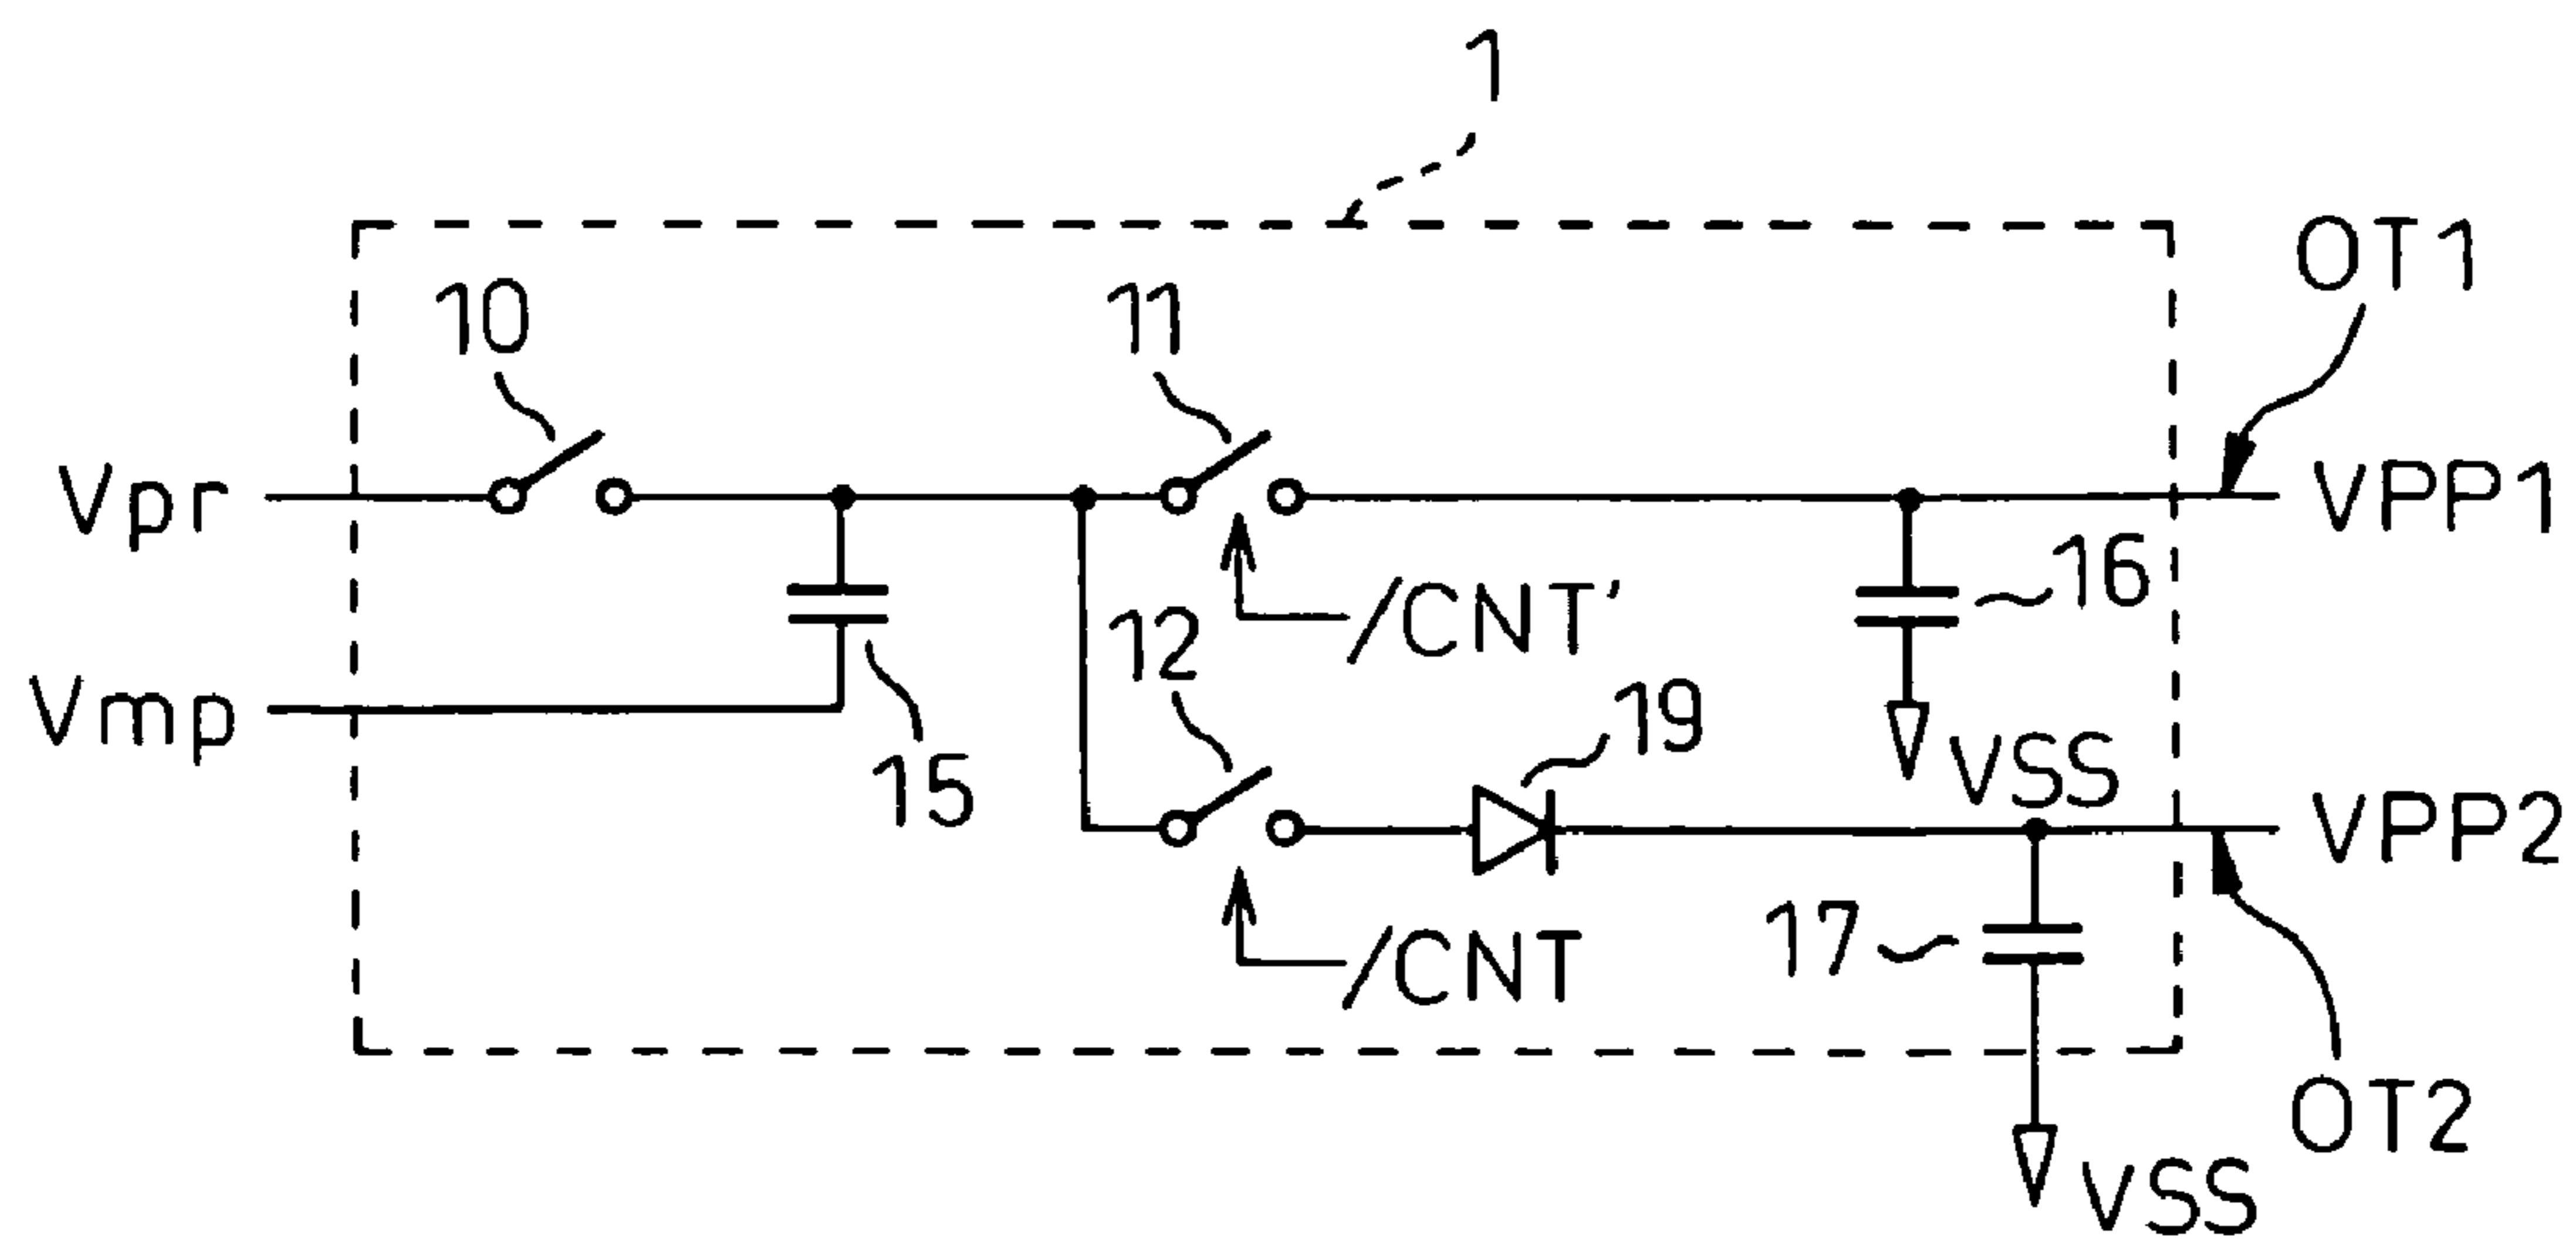 1
OT1
10
11
Vpr
VPP1
/CNT'
16
Vmp
12
15
19
VSS
VPP2
17
/CNT
OT2
VSS